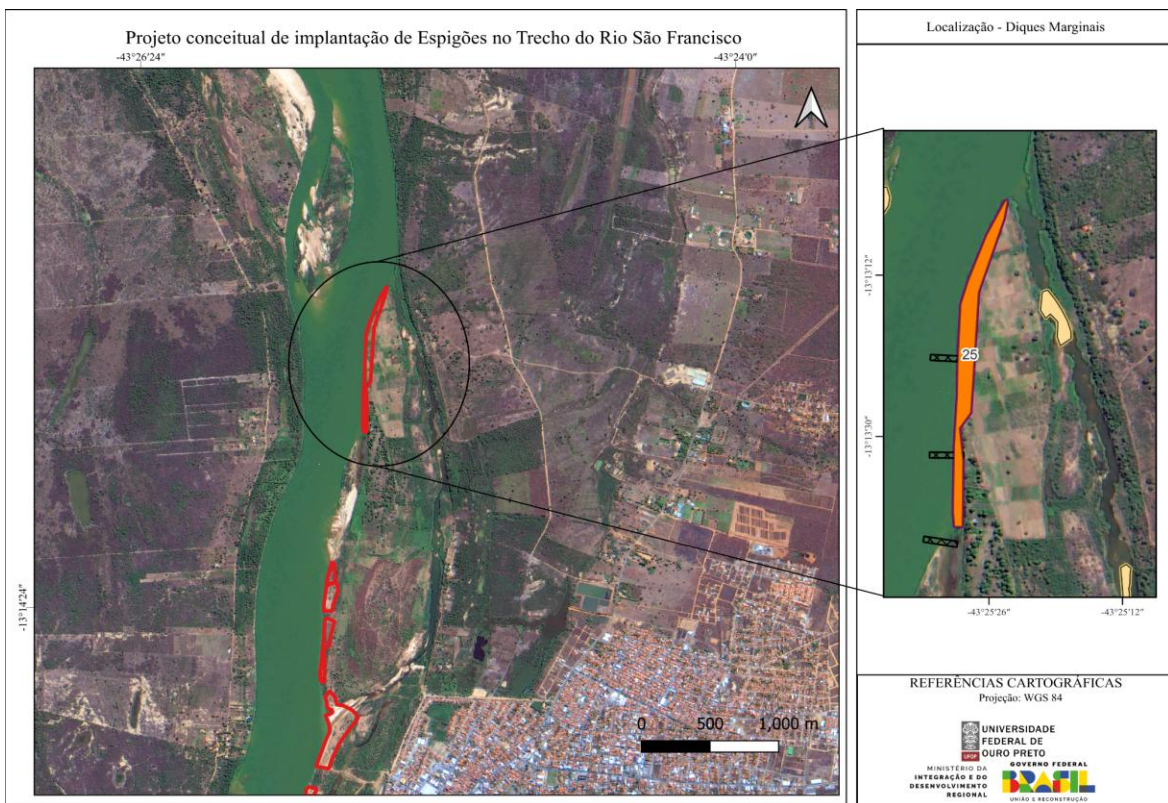 Projeto conceitual de implantação de Espigões no Trecho do Rio São Francisco
-43°26'24"
-43°24'0"
-13°14'24"
0 500 1,000 m
Localização - Diques Marginais
-13°13'12"
25
-13°13'30"
-43°25'26"
-43°25'12"
REFERÊNCIAS CARTOGRÁFICAS
Projeção: WGS 84
UFOP
UNIVERSIDADE
FEDERAL DE
OURO PRETO
MINISTÉRIO DA
INTEGRAÇÃO E DO
DESENVOLVIMENTO
REGIONAL
GOVERNO FEDERAL
BRASIL
UNIÃO E RECONSTRUÇÃO